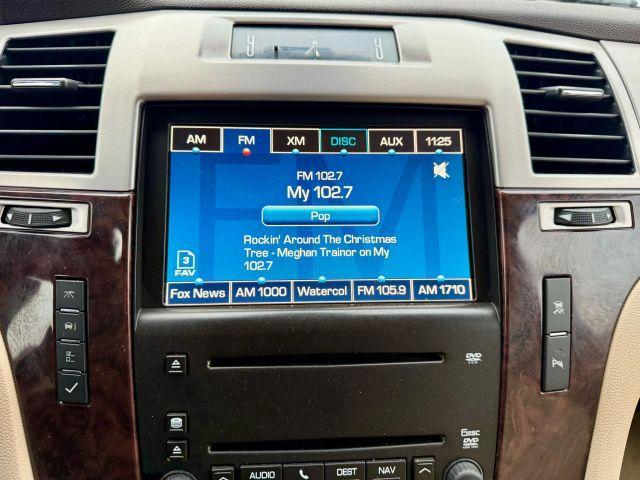 AM FM XM DISC AUX 11:25
FM 102.7
My 102.7
Pop
Rockin' Around The Christmas
Tree - Meghan Trainor on My
102.7
3
FAV
Fox News AM 1000 Watercol FM 105.9 AM 1710
DVD
6 DISC
DVD
AUDIO DEST NAV